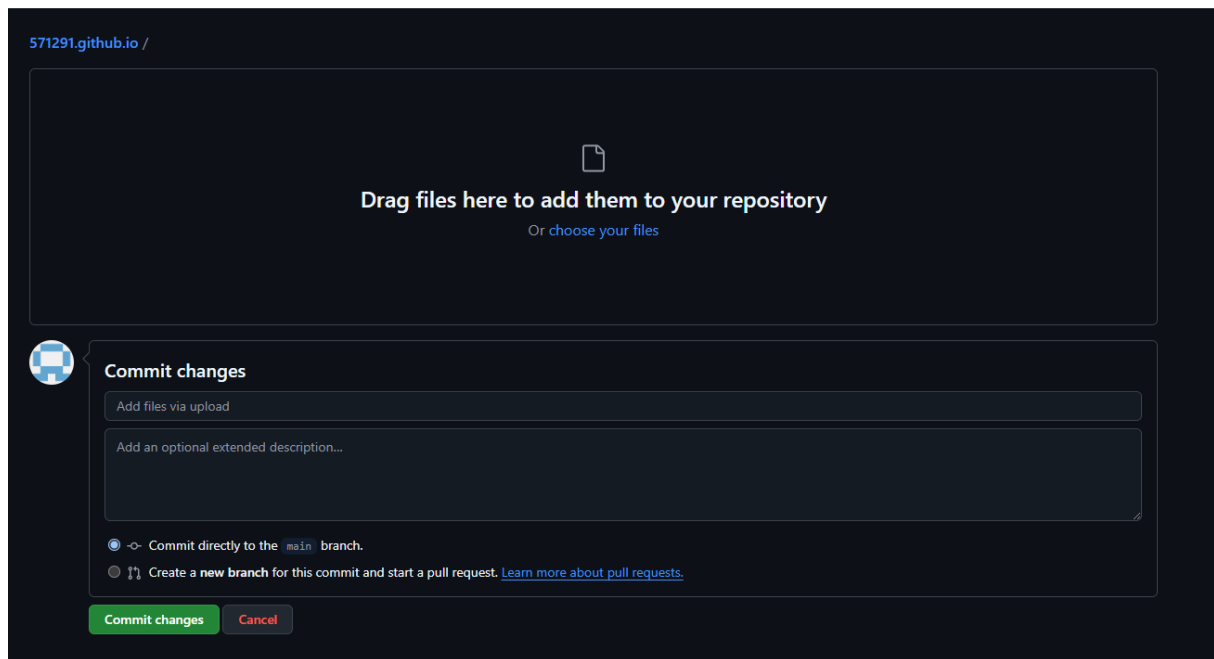 571291.github.io /
Drag files here to add them to your repository
Or choose your files
Commit changes
Add files via upload
Add an optional extended description...
Commit directly to the main branch.
Create a new branch for this commit and start a pull request. Learn more about pull requests.
Commit changes Cancel